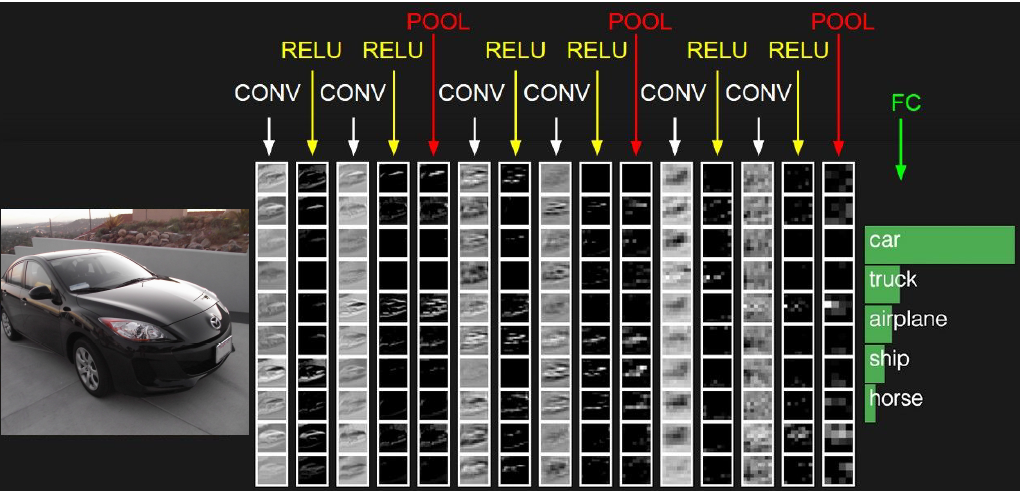 POOL POOL POOL
RELU RELU RELU RELU RELU RELU
CONV CONV CONV CONV CONV CONV
FC
car
truck
airplane
ship
horse